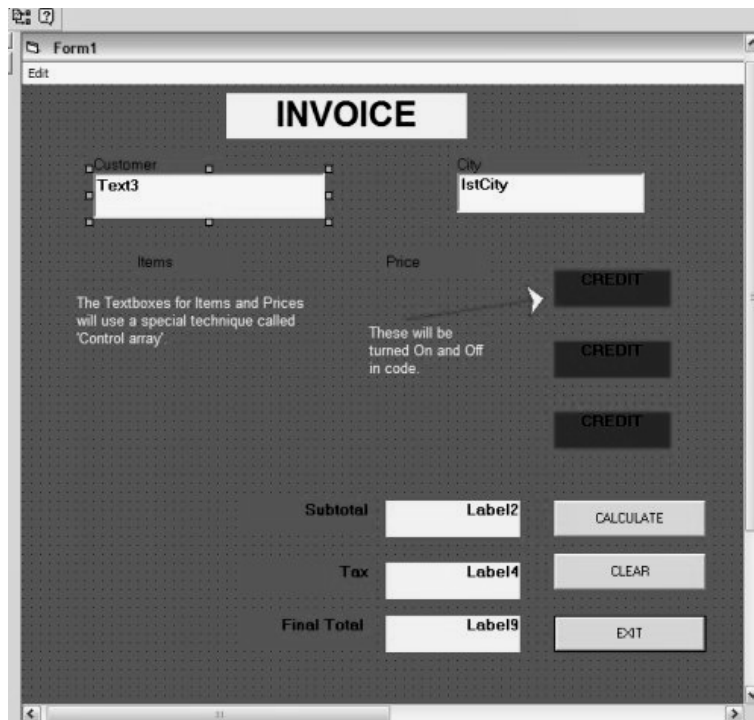 Form1
Edit
INVOICE
Customer
City
Text3
lstCity
Items
Price
CREDIT
The Textboxes for Items and Prices
will use a special technique called
'Control array'
These will be
turned On and Off
in code.
CREDIT
CREDIT
Subtotal
Label2
CALCULATE
Tax
Label4
CLEAR
Final Total
Label9
EXIT